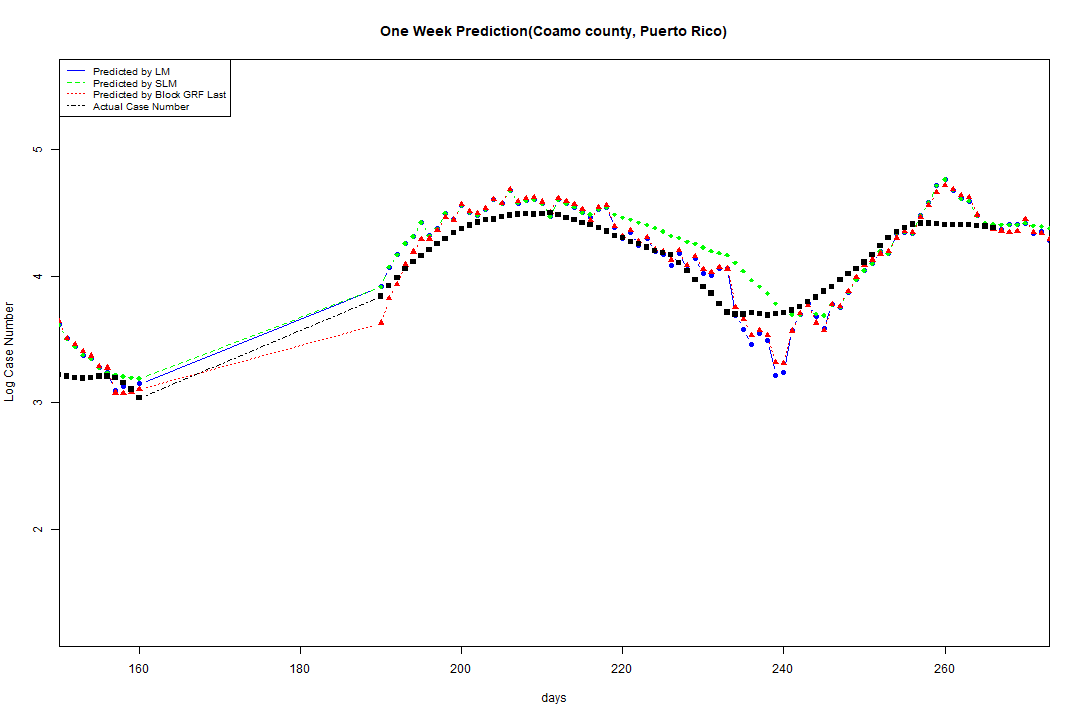 One Week Prediction(Coamo county, Puerto Rico)
Predicted by LM
Predicted by SLM
Predicted by Block GRF Last
Actual Case Number
5
4
3
2
Log Case Number
160 180 200 220 240 260
days